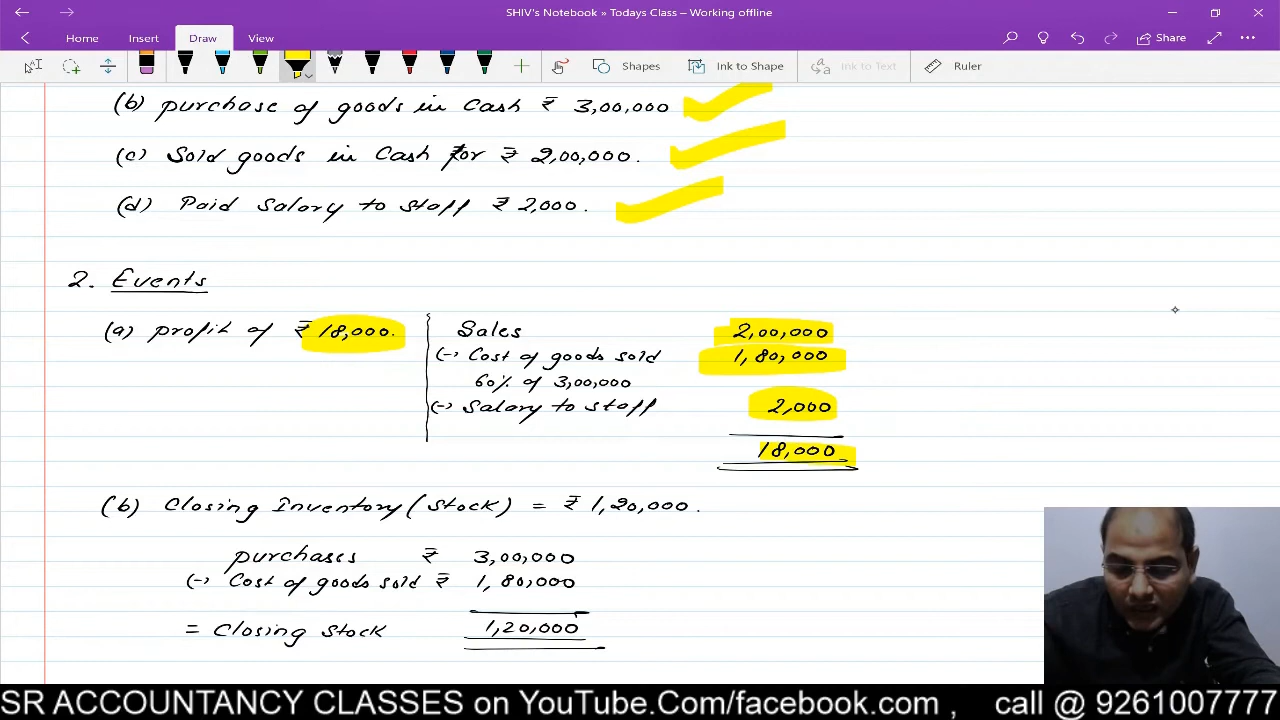 SHIV's Notebook » Todays Class – Working offline
Home Insert Draw View
Share
Shapes Ink to Shape Ink to Text Ruler
(b) purchase of goods in Cash ₹ 3,00,000
(c) Sold goods in Cash for ₹ 2,00,000.
(d) Paid Salary to staff ₹ 2,000.
2. Events
(a) profit of ₹ 18,000. Sales 2,00,000
(-) Cost of goods sold 1,80,000
60% of 3,00,000
(-) Salary to staff 2,000
18,000
(b) Closing Inventory (Stock) = ₹ 1,20,000.
purchases ₹ 3,00,000
(-) Cost of goods sold ₹ 1,80,000
= Closing Stock 1,20,000
SR ACCOUNTANCY CLASSES on YouTube.Com/facebook.com , call @ 9261007777